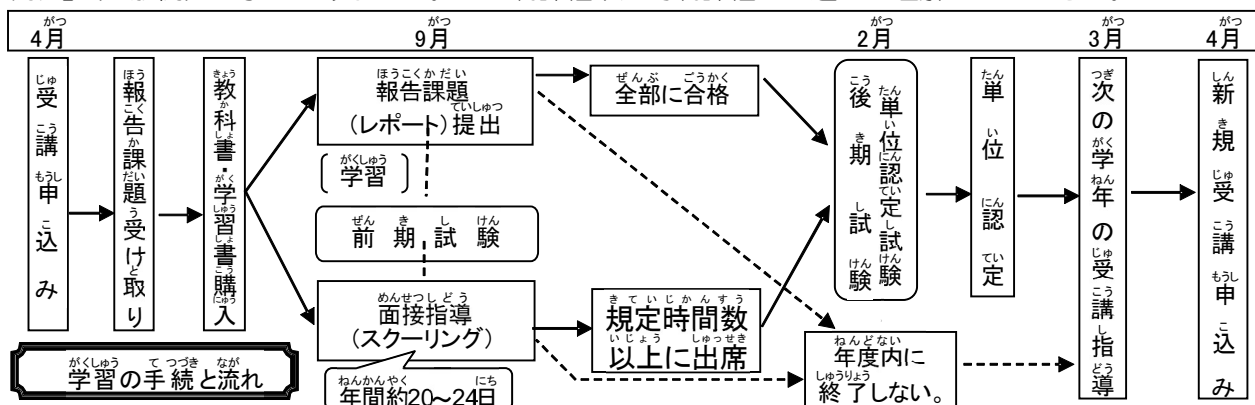 4月
9月
2月
3月
4月
受講申込み
報告課題受け取り
教科書・学習書購入
報告課題
(レポート)提出
全部に合格
学習
前期試験
面接指導
(スクーリング)
年間約20～24日
規定時間数
以上に出席
後期試験
単位認定試験
年度内に
終了しない。
単位認定
次の学年の受講指導
新規受講申込み
学習の手続と流れ